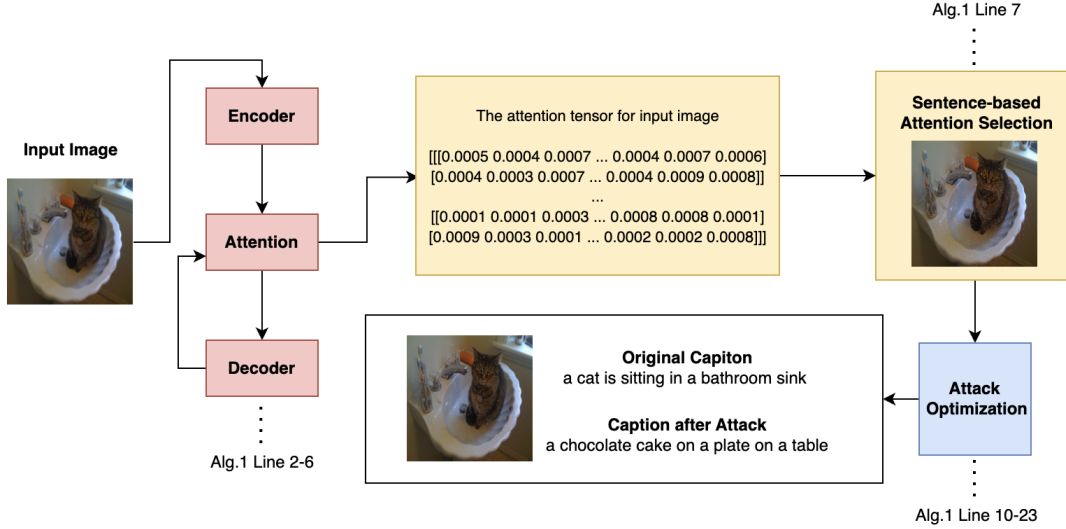 Alg.1 Line 7
Input Image
Encoder
Attention
Decoder
Alg.1 Line 2-6
The attention tensor for input image
[[[0.0005 0.0004 0.0007 ... 0.0004 0.0007 0.0006]
[0.0004 0.0003 0.0007 ... 0.0004 0.0009 0.0008]]
...
[[0.0001 0.0001 0.0003 ... 0.0008 0.0008 0.0001]
[0.0009 0.0003 0.0001 ... 0.0002 0.0002 0.0008]]]
Sentence-based
Attention Selection
Original Capiton
a cat is sitting in a bathroom sink
Caption after Attack
a chocolate cake on a plate on a table
Attack
Optimization
Alg.1 Line 10-23